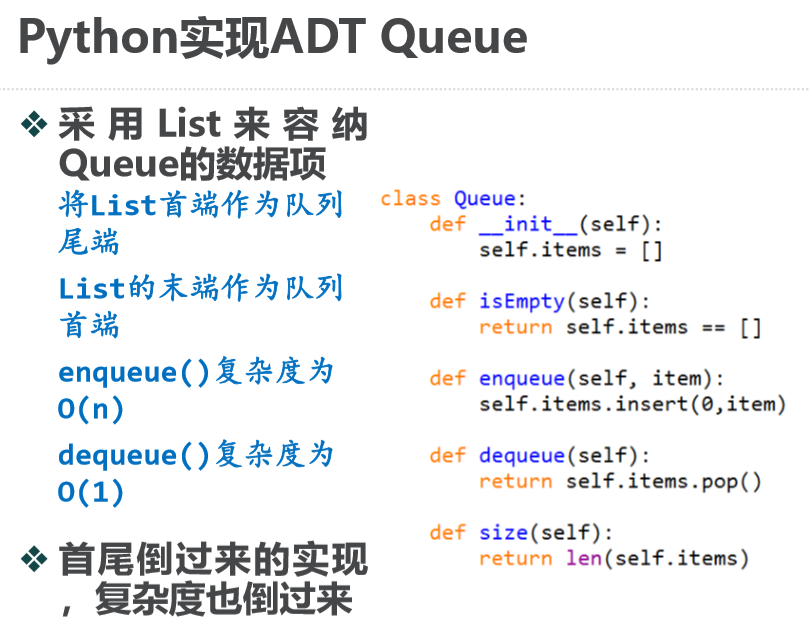 Python实现ADT Queue
❖ 采用List来容纳
Queue的数据项
将List首端作为队列
尾端
List的末端作为队列
首端
enqueue()复杂度为
O(n)
dequeue()复杂度为
O(1)
❖ 首尾倒过来的实现
，复杂度也倒过来
class Queue:
    def __init__(self):
        self.items = []
    def isEmpty(self):
        return self.items == []
    def enqueue(self, item):
        self.items.insert(0,item)
    def dequeue(self):
        return self.items.pop()
    def size(self):
        return len(self.items)